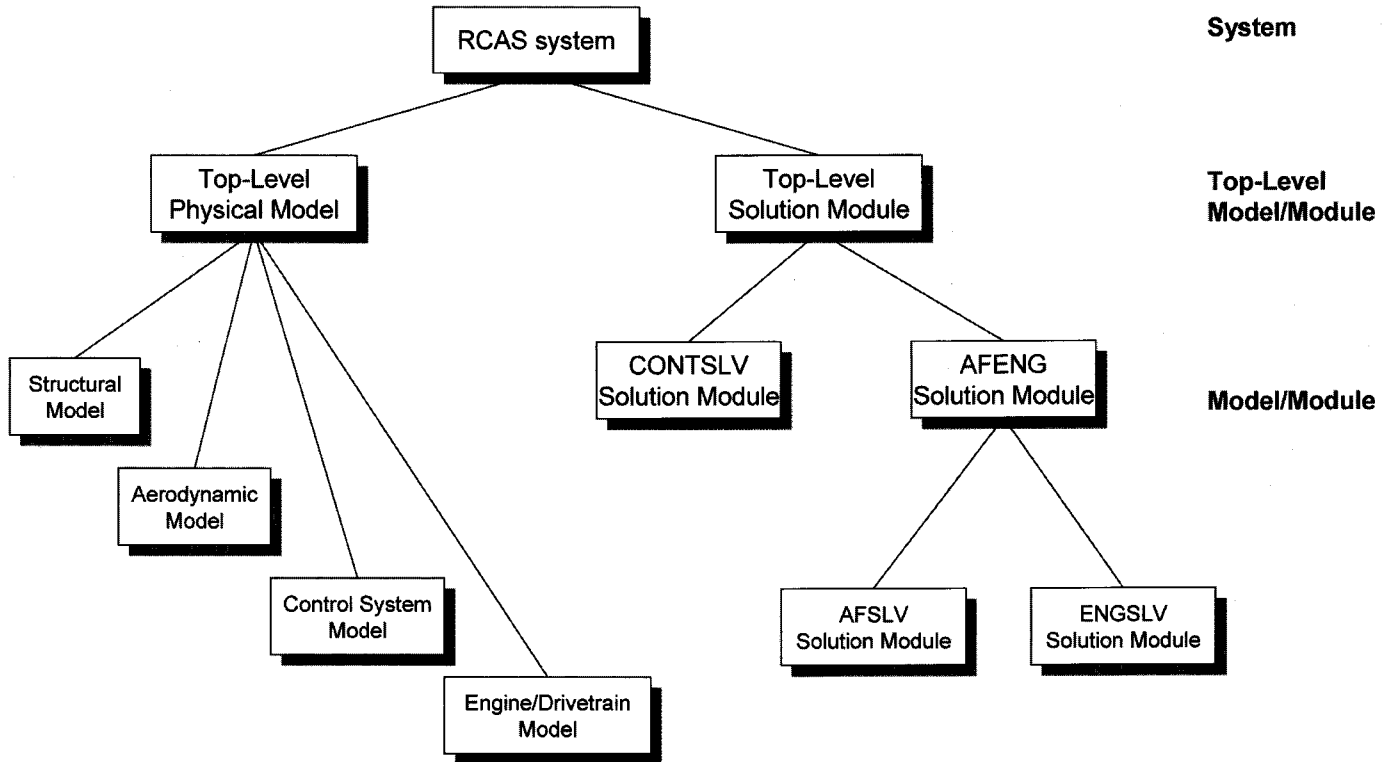 RCAS system
System
Top-Level
Physical Model
Top-Level
Solution Module
Top-Level
Model/Module
Structural
Model
CONTSLV
Solution Module
AFENG
Solution Module
Model/Module
Aerodynamic
Model
Control System
Model
AFSLV
Solution Module
ENGSLV
Solution Module
Engine/Drivetrain
Model